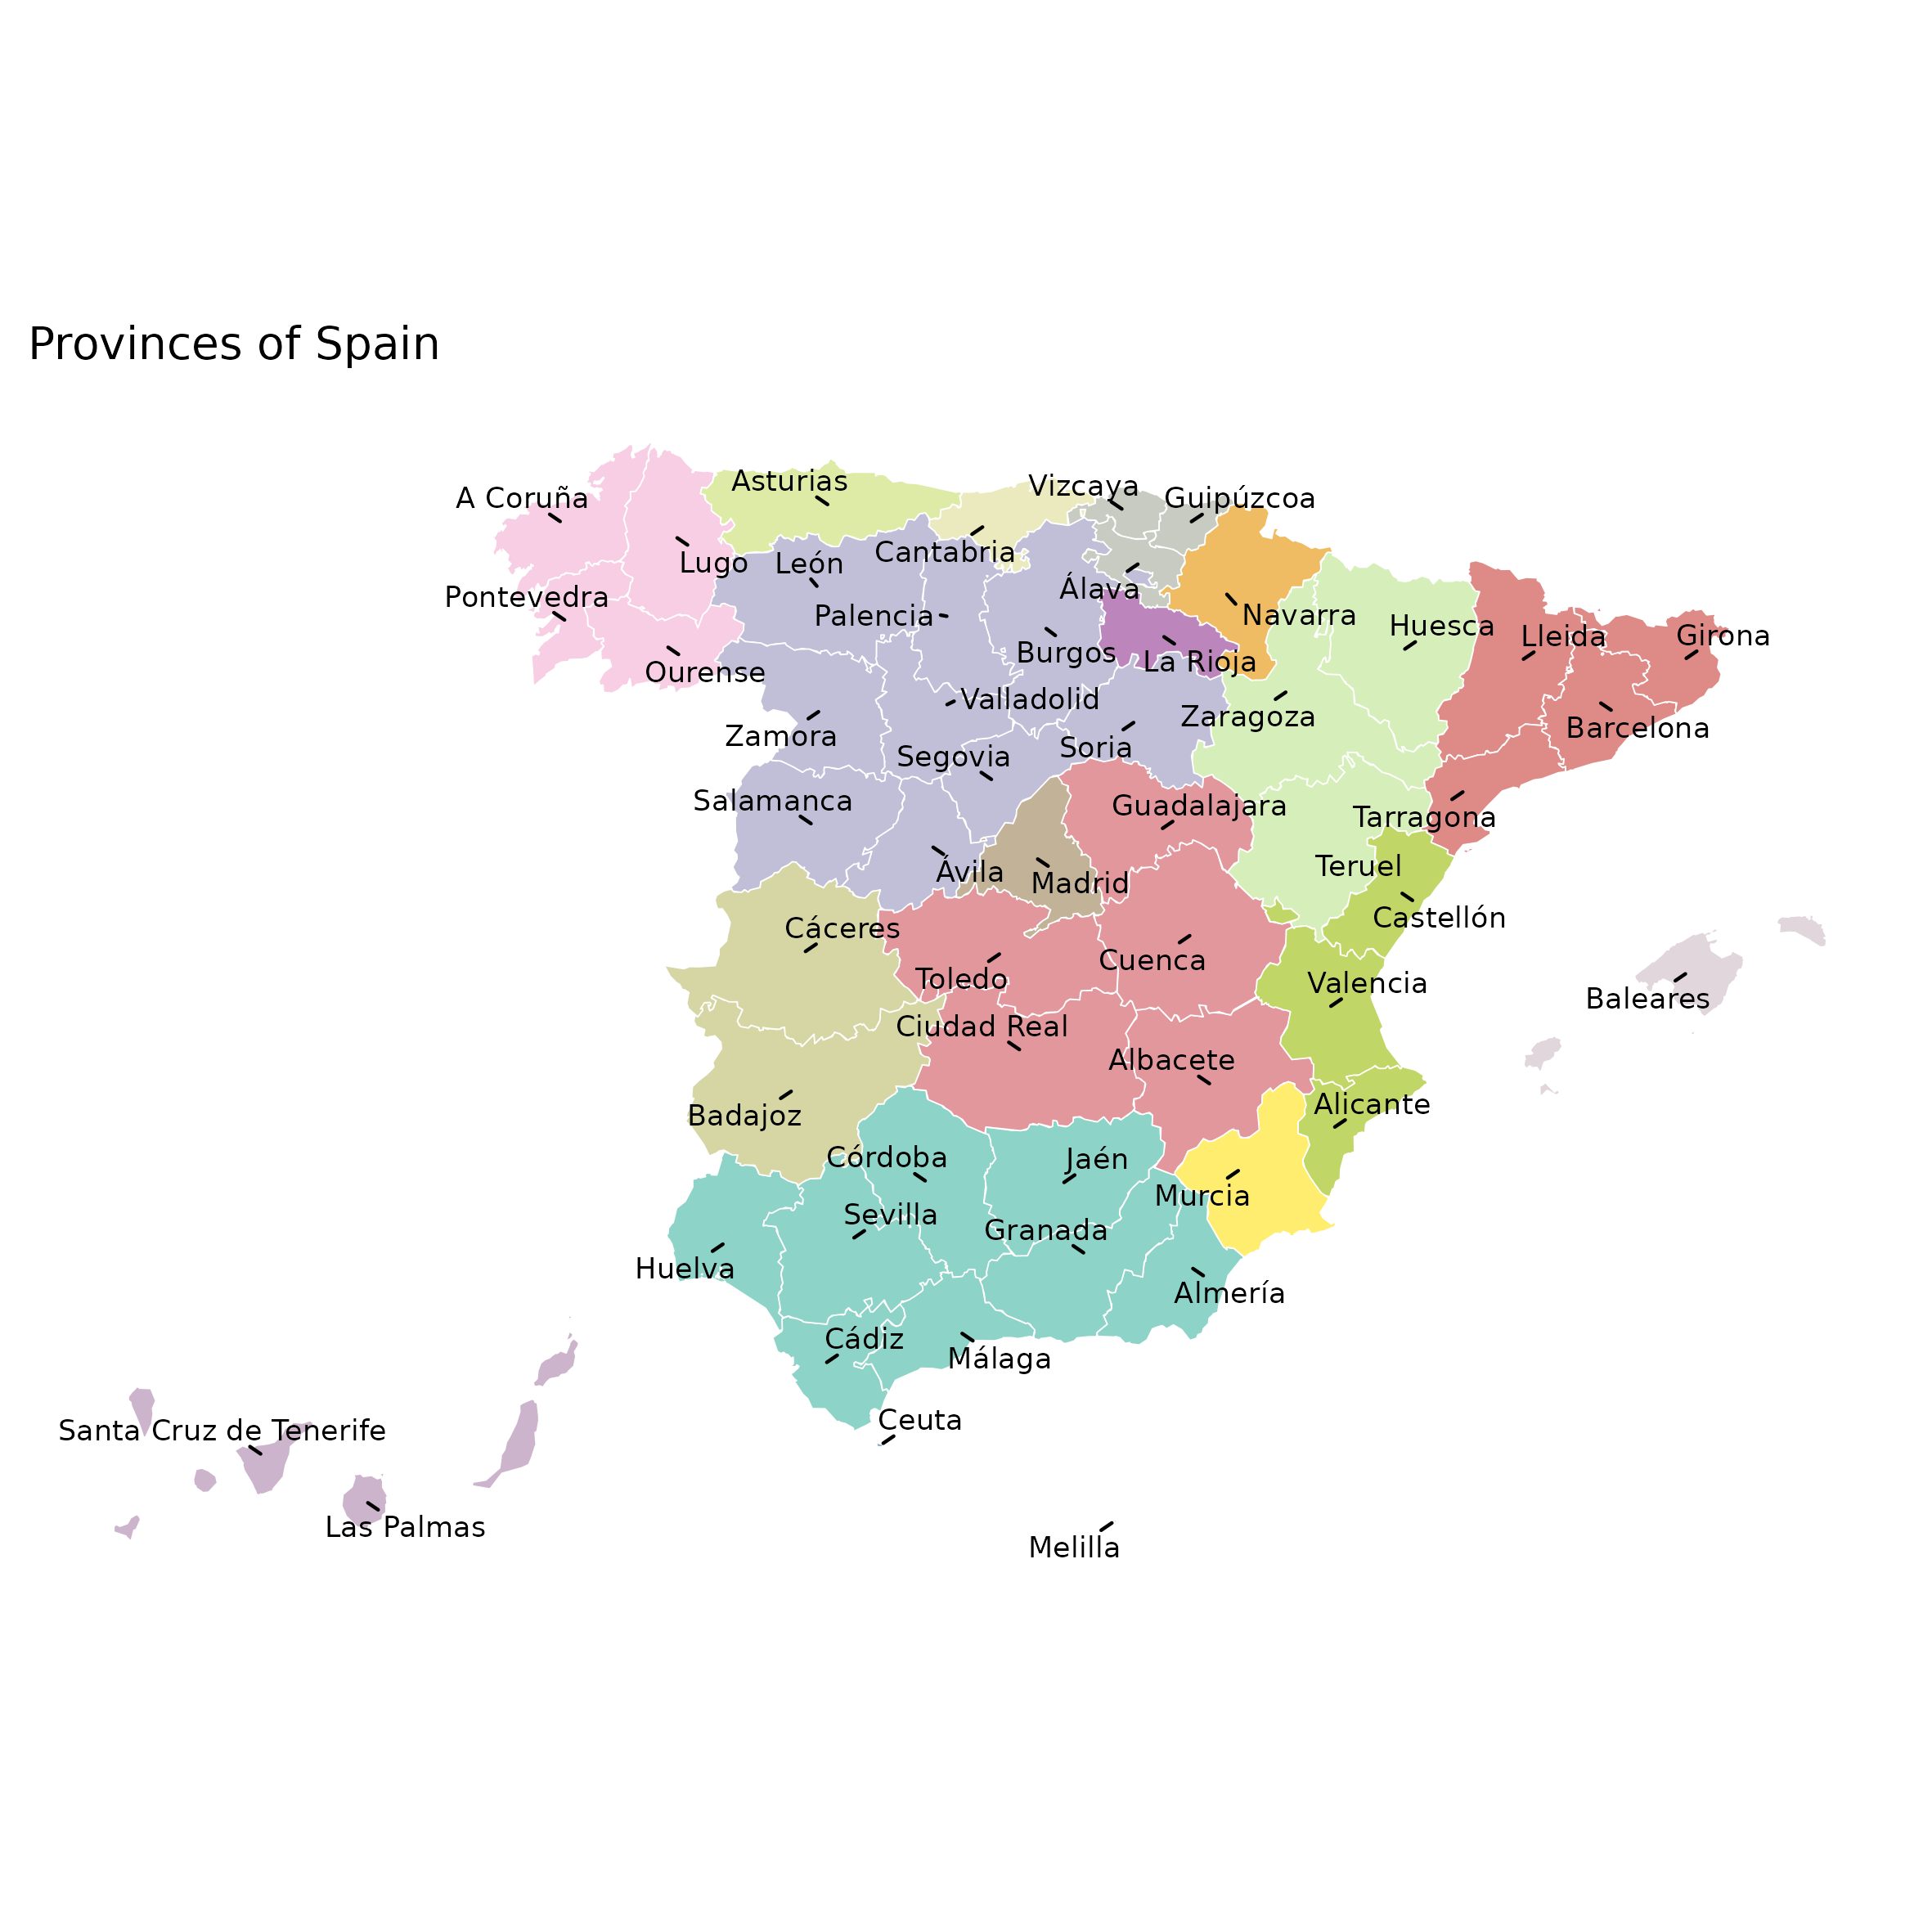 Provinces of Spain
Asturias
Vizcaya
A Coruña
Guipúzcoa
Cantabria
Lugo
León
Álava
Pontevedra
Palencia
Navarra
Huesca
Lleida
Girona
Burgos
La Rioja
Ourense
Valladolid
Zaragoza
Barcelona
Zamora
Soria
Segovia
Salamanca
Guadalajara
Tarragona
Teruel
Ávila
Madrid
Castellón
Cáceres
Cuenca
Toledo
Valencia
Baleares
Ciudad Real
Albacete
Alicante
Badajoz
Córdoba
Jaén
Murcia
Sevilla
Granada
Huelva
Almería
Cádiz
Málaga
Ceuta
Santa Cruz de Tenerife
Las Palmas
Melilla